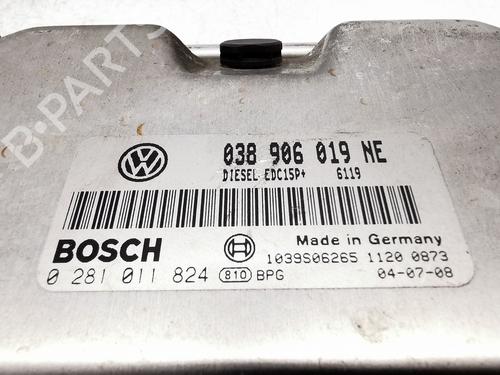 B-PARTS
VW
038 906 019 NE
DIESEL EDC15P+ 6119
BOSCH
Made in Germany
1039S06265 1120 0873
0 281 011 824 810 BPG 04-07-08